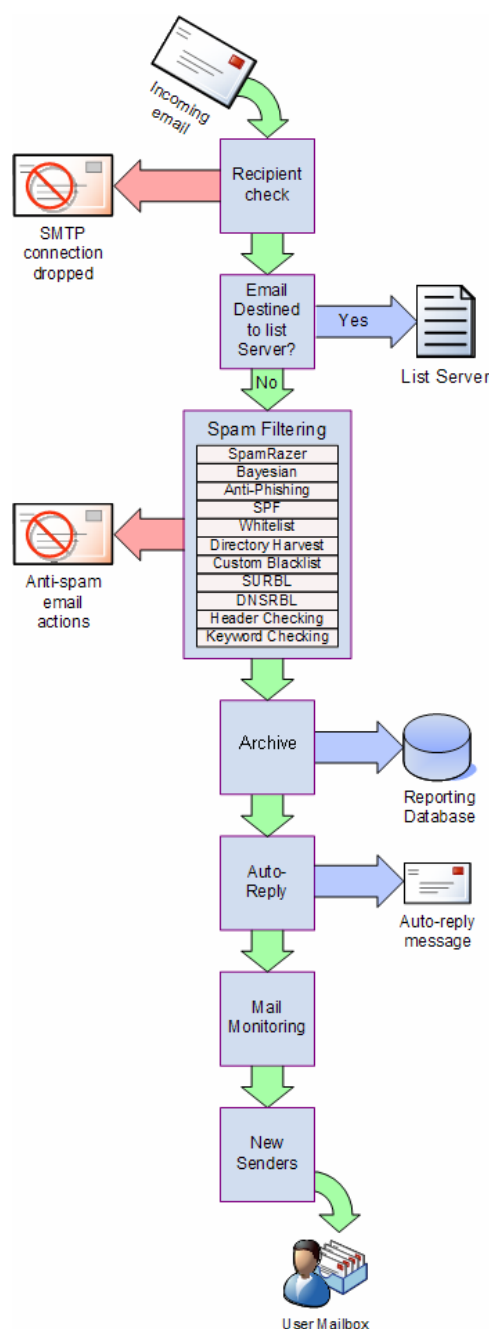 Incoming
email
Recipient
check
SMTP
connection
dropped
Email
Destined
to list
Server?
Yes
List Server
No
Spam Filtering
SpamRazer
Bayesian
Anti-Phishing
SPF
Whitelist
Directory Harvest
Custom Blacklist
SURBL
DNSRBL
Header Checking
Keyword Checking
Anti-spam
email
actions
Archive
Reporting
Database
Auto-
Reply
Auto-reply
message
Mail
Monitoring
New
Senders
User Mailbox